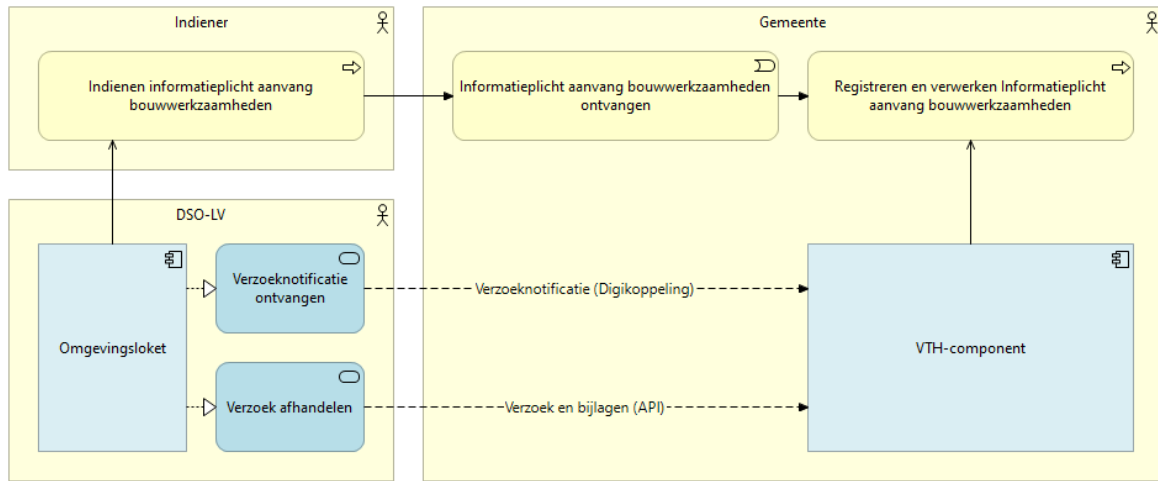 Indiener
Gemeente
Indienen informatieplicht aanvang
bouwwerkzaamheden
Informatieplicht aanvang bouwwerkzaamheden
ontvangen
Registreren en verwerken Informatieplicht
aanvang bouwwerkzaamheden
DSO-LV
Verzoeknotificatie
ontvangen
Verzoeknotificatie (Digikoppeling)
Omgevingsloket
VTH-component
Verzoek afhandelen
Verzoek en bijlagen (API)